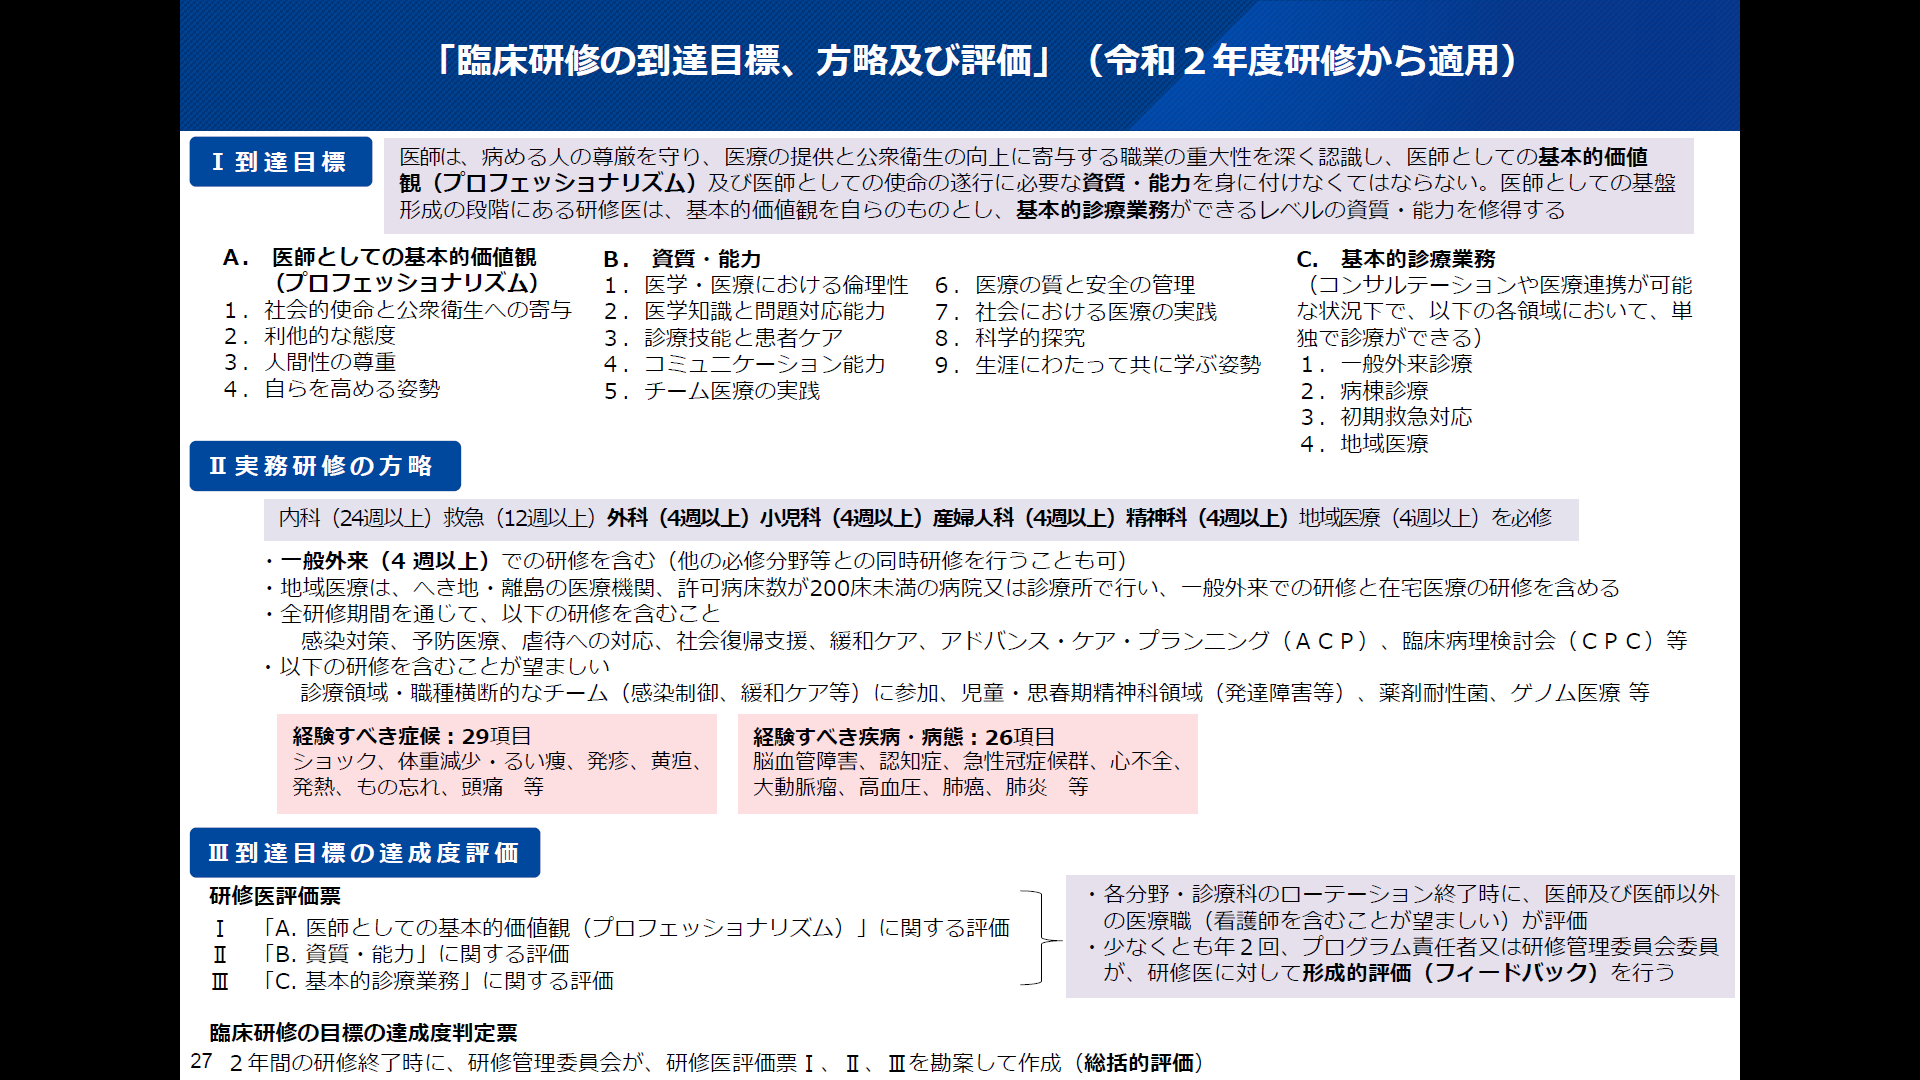 「臨床研修の到達目標、方略及び評価」（令和２年度研修から適用）
Ⅰ到達目標
医師は、病める人の尊厳を守り、医療の提供と公衆衛生の向上に寄与する職業の重大性を深く認識し、医師としての基本的価値
観（プロフェッショナリズム）及び医師としての使命の遂行に必要な資質・能力を身に付けなくてはならない。医師としての基盤
形成の段階にある研修医は、基本的価値観を自らのものとし、基本的診療業務ができるレベルの資質・能力を修得する
A.　医師としての基本的価値観
（プロフェッショナリズム）
１．社会的使命と公衆衛生への寄与
２．利他的な態度
３．人間性の尊重
４．自らを高める姿勢
B.　資質・能力
１．医学・医療における倫理性
２．医学知識と問題対応能力
３．診療技能と患者ケア
４．コミュニケーション能力
５．チーム医療の実践
６．医療の質と安全の管理
７．社会における医療の実践
８．科学的探究
９．生涯にわたって共に学ぶ姿勢
C.　基本的診療業務
（コンサルテーションや医療連携が可能
な状況下で、以下の各領域において、単
独で診療ができる）
１．一般外来診療
２．病棟診療
３．初期救急対応
４．地域医療
Ⅱ実務研修の方略
内科（24週以上）救急（12週以上）外科（4週以上）小児科（4週以上）産婦人科（4週以上）精神科（4週以上）地域医療（4週以上）を必修
・一般外来（4 週以上）での研修を含む（他の必修分野等との同時研修を行うことも可）
・地域医療は、へき地・離島の医療機関、許可病床数が200床未満の病院又は診療所で行い、一般外来での研修と在宅医療の研修を含める
・全研修期間を通じて、以下の研修を含むこと
感染対策、予防医療、虐待への対応、社会復帰支援、緩和ケア、アドバンス・ケア・プランニング（ＡＣＰ）、臨床病理検討会（ＣＰＣ）等
・以下の研修を含むことが望ましい
診療領域・職種横断的なチーム（感染制御、緩和ケア等）に参加、児童・思春期精神科領域（発達障害等）、薬剤耐性菌、ゲノム医療 等
経験すべき症候：29項目
ショック、体重減少・るい痩、発疹、黄疸、
発熱、もの忘れ、頭痛　等
経験すべき疾病・病態：26項目
脳血管障害、認知症、急性冠症候群、心不全、
大動脈瘤、高血圧、肺癌、肺炎　等
Ⅲ到達目標の達成度評価
研修医評価票
Ⅰ　「A. 医師としての基本的価値観（プロフェッショナリズム）」に関する評価
Ⅱ　「B. 資質・能力」に関する評価
Ⅲ　「C. 基本的診療業務」に関する評価
・各分野・診療科のローテーション終了時に、医師及び医師以外
の医療職（看護師を含むことが望ましい）が評価
・少なくとも年２回、プログラム責任者又は研修管理委員会委員
が、研修医に対して形成的評価（フィードバック）を行う
臨床研修の目標の達成度判定票
２年間の研修終了時に、研修管理委員会が、研修医評価票Ⅰ、Ⅱ、Ⅲを勘案して作成（総括的評価）
27